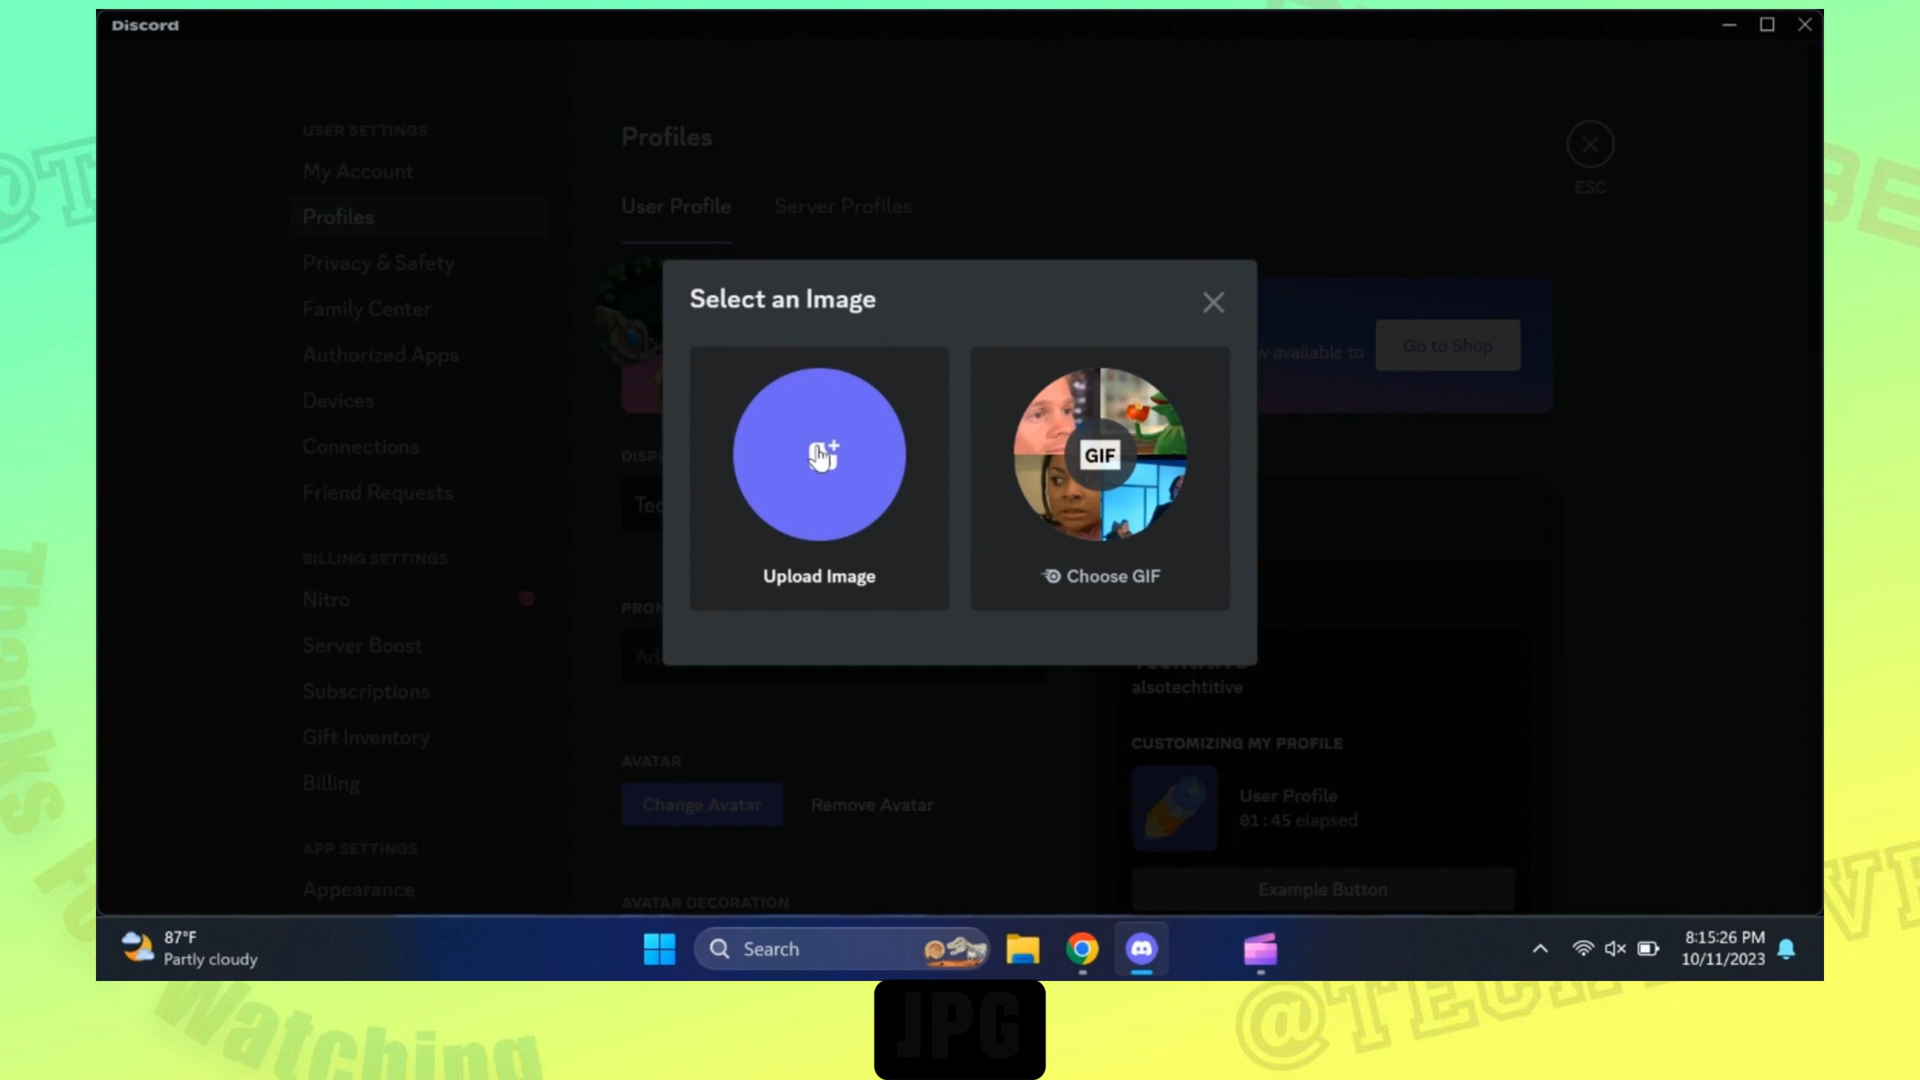 Discord
USER SETTINGS
My Account
Profiles
Privacy & Safety
Family Center
Authorized Apps
Devices
Connections
Friend Requests
BILLING SETTINGS
Nitro
Server Boost
Subscriptions
Gift Inventory
Billing
APP SETTINGS
Appearance
Profiles
User Profile
Server Profiles
ESC
available to
Go to Shop
Select an Image
Upload Image
GIF
Choose GIF
AVATAR
Change Avatar
Remove Avatar
AVATAR DECORATION
alsotechtitive
CUSTOMIZING MY PROFILE
User Profile
01:45 elapsed
Example Button
87°F
Partly cloudy
Search
8:15:26 PM
10/11/2023
JPG
Thanks
Watching